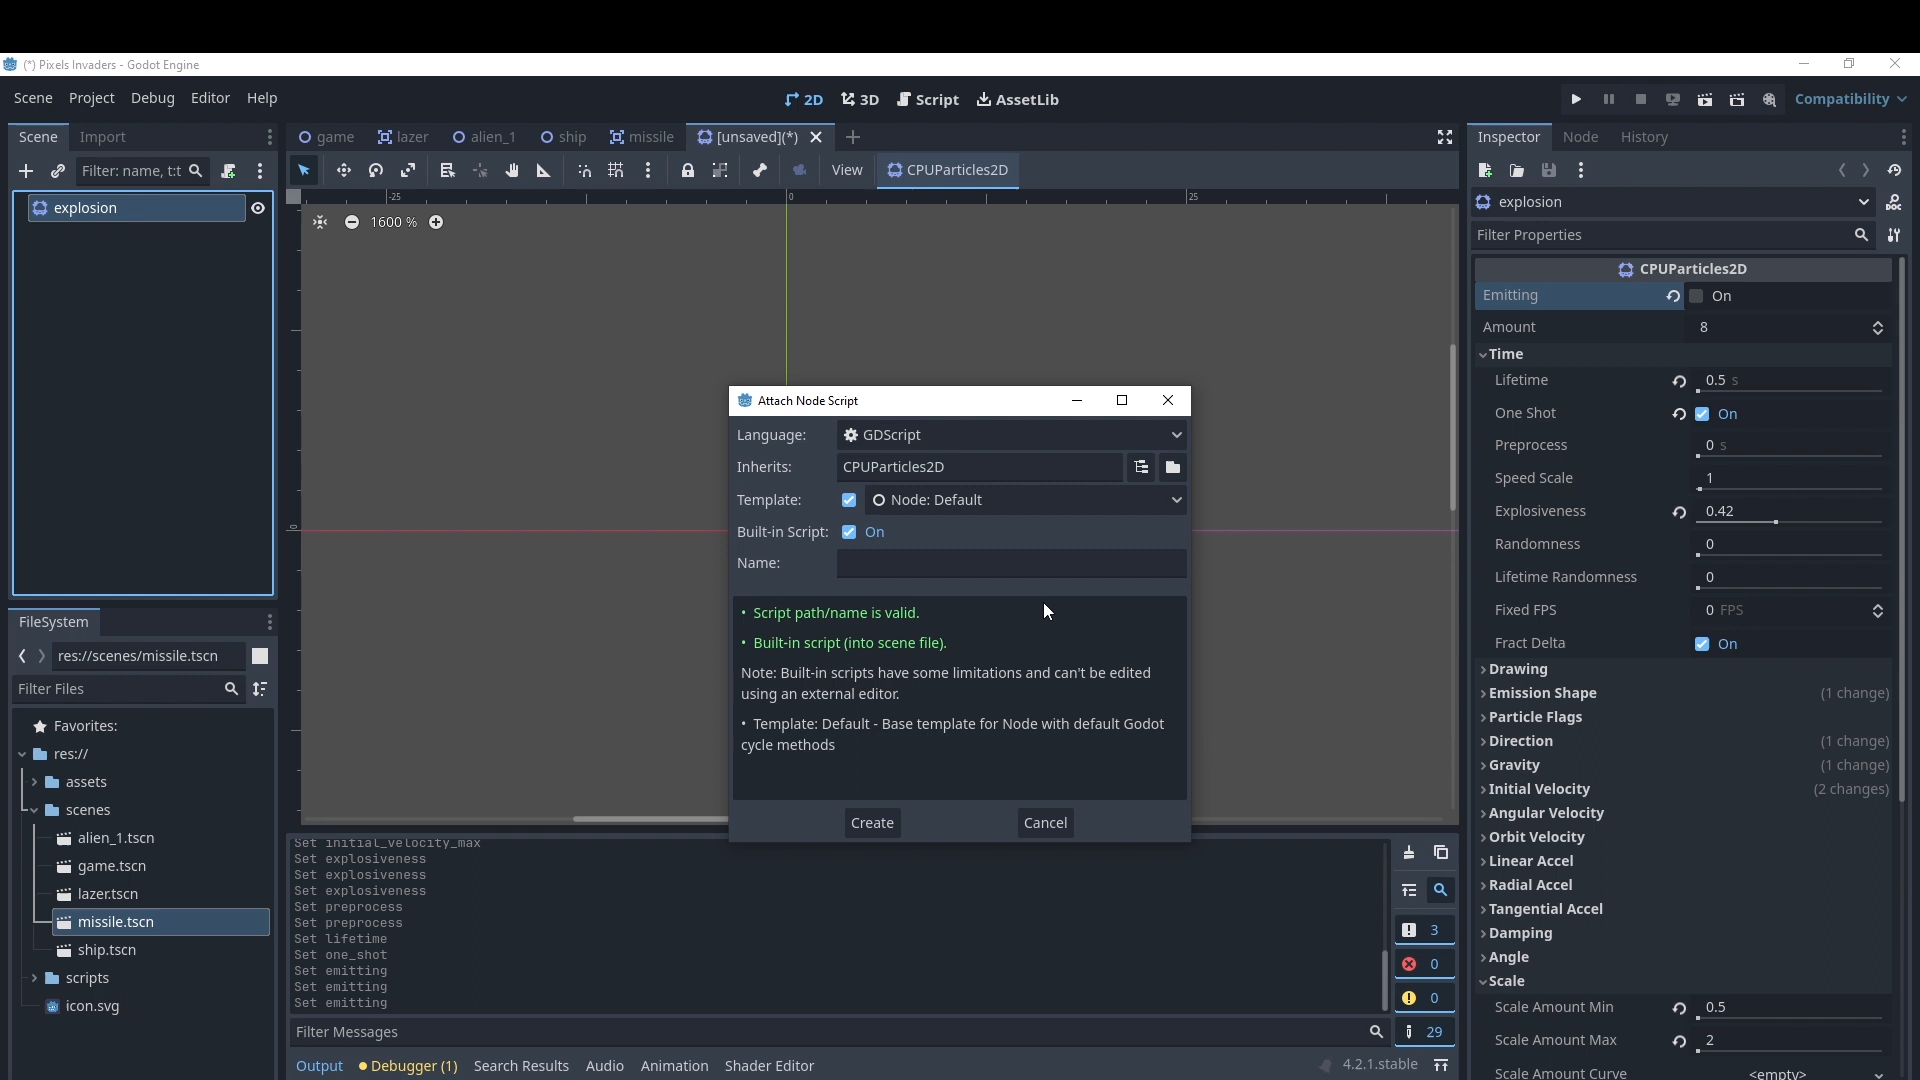 (*) Pixels Invaders - Godot Engine
Scene Project Debug Editor Help
2D 3D Script AssetLib
Compatibility
Scene Import
game lazer alien_1 ship missile [unsaved](*)
Inspector Node History
Filter: name, t:t
View CPUParticles2D
explosion
-25 0 25
1600 %
0
explosion
Filter Properties
CPUParticles2D
Emitting On
Amount 8
Time
Lifetime 0.5 s
One Shot On
Preprocess 0 s
Speed Scale 1
Explosiveness 0.42
Randomness 0
Lifetime Randomness 0
Fixed FPS 0 FPS
Fract Delta On
Drawing
Emission Shape (1 change)
Particle Flags
Direction (1 change)
Gravity (1 change)
Initial Velocity (2 changes)
Angular Velocity
Orbit Velocity
Linear Accel
Radial Accel
Tangential Accel
Damping
Angle
Scale
Scale Amount Min 0.5
Scale Amount Max 2
Scale Amount Curve <empty>
Attach Node Script
Language: GDScript
Inherits: CPUParticles2D
Template: Node: Default
Built-in Script: On
Name:
• Script path/name is valid.
• Built-in script (into scene file).
Note: Built-in scripts have some limitations and can't be edited
using an external editor.
• Template: Default - Base template for Node with default Godot
cycle methods
Create Cancel
FileSystem
res://scenes/missile.tscn
Filter Files
Favorites:
res://
assets
scenes
alien_1.tscn
game.tscn
lazer.tscn
missile.tscn
ship.tscn
scripts
icon.svg
Set initial_velocity_max
Set explosiveness
Set explosiveness
Set explosiveness
Set preprocess
Set preprocess
Set lifetime
Set one_shot
Set emitting
Set emitting
Set emitting
3
0
0
29
Filter Messages
Output Debugger (1) Search Results Audio Animation Shader Editor
4.2.1.stable